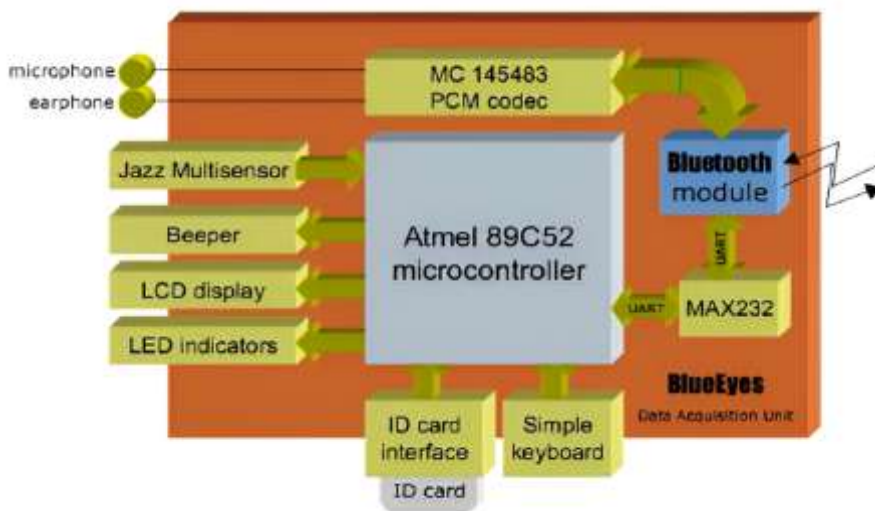 microphone
earphone
MC 145483
PCM codec
Jazz Multisensor
Beeper
LCD display
LED indicators
Atmel 89C52
microcontroller
Bluetooth
module
UART
UART
MAX232
BlueEyes
Data Acquisition Unit
ID card
interface
ID card
Simple
keyboard